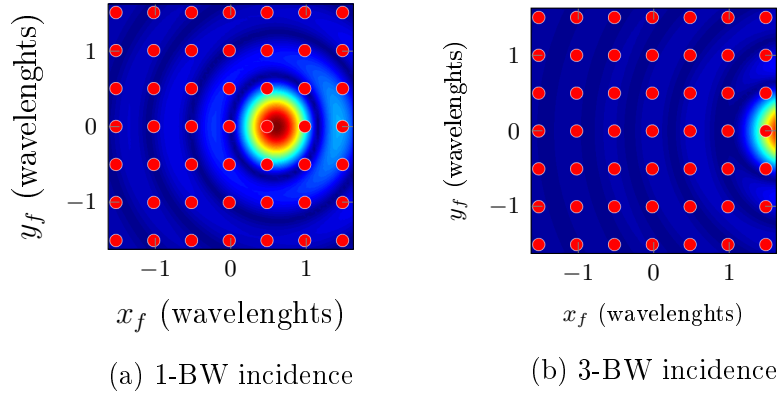 1
0
−1
y_f (wavelenghts)
−1 0 1
x_f (wavelenghts)
(a) 1-BW incidence
1
0
−1
y_f (wavelenghts)
−1 0 1
x_f (wavelenghts)
(b) 3-BW incidence